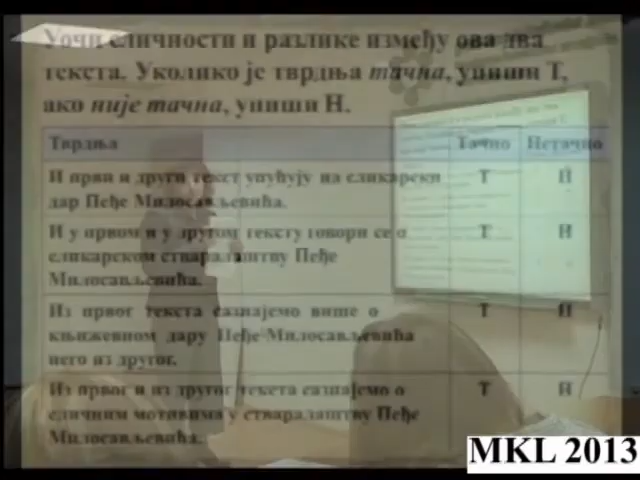 Уочи сличности и разлике између ова два
текста. Уколико је тврдња тачна, упиши Т,
ако није тачна, упиши Н.
Тврдња Тачно Нетачно
И први и други текст упућују на сликарски Т Н
дар Пеђе Милосављевића.
И у првом и у другом тексту говори се о Т Н
сликарском стваралаштву Пеђе
Милосављевића.
Из првог текста сазнајемо више о Т Н
књижевном дару Пеђе Милосављевића
него из другог.
Из првог и из другог текста сазнајемо о Т Н
сличним мотивима у стваралаштву Пеђе
Милосављевића.
MKL 2013